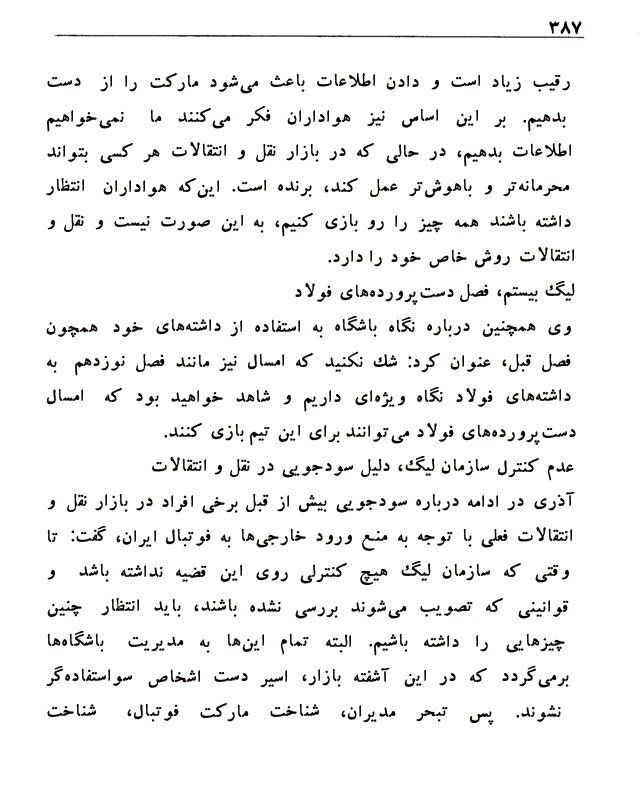 ۳۸۷
رقیب زیاد است و دادن اطلاعات باعث می‌شود مارکت را از دست
بدهیم. بر این اساس نیز هواداران فکر می‌کنند ما نمی‌خواهیم
اطلاعات بدهیم، در حالی که در بازار نقل و انتقالات هر کسی بتواند
محرمانه‌تر و باهوش‌تر عمل کند، برنده است. این‌که هواداران انتظار
داشته باشند همه چیز را رو بازی کنیم، به این صورت نیست و نقل و
انتقالات روش خاص خود را دارد.
لیگ بیستم، فصل دست‌پرورده‌های فولاد
وی همچنین درباره نگاه باشگاه به استفاده از داشته‌های خود همچون
فصل قبل، عنوان کرد: شك نکنید که امسال نیز مانند فصل نوزدهم به
داشته‌های فولاد نگاه ویژه‌ای داریم و شاهد خواهید بود که امسال
دست‌پرورده‌های فولاد می‌توانند برای این تیم بازی کنند.
عدم کنترل سازمان لیگ، دلیل سودجویی در نقل و انتقالات
آذری در ادامه درباره سودجویی بیش از قبل برخی افراد در بازار نقل و
انتقالات فعلی با توجه به منع ورود خارجی‌ها به فوتبال ایران، گفت: تا
وقتی که سازمان لیگ هیچ کنترلی روی این قضیه نداشته باشد و
قوانینی که تصویب می‌شوند بررسی نشده باشند، باید انتظار چنین
چیزهایی را داشته باشیم. البته تمام این‌ها به مدیریت باشگاه‌ها
برمی‌گردد که در این آشفته بازار، اسیر دست اشخاص سواستفاده‌گر
نشوند. پس تبحر مدیران، شناخت مارکت فوتبال، شناخت